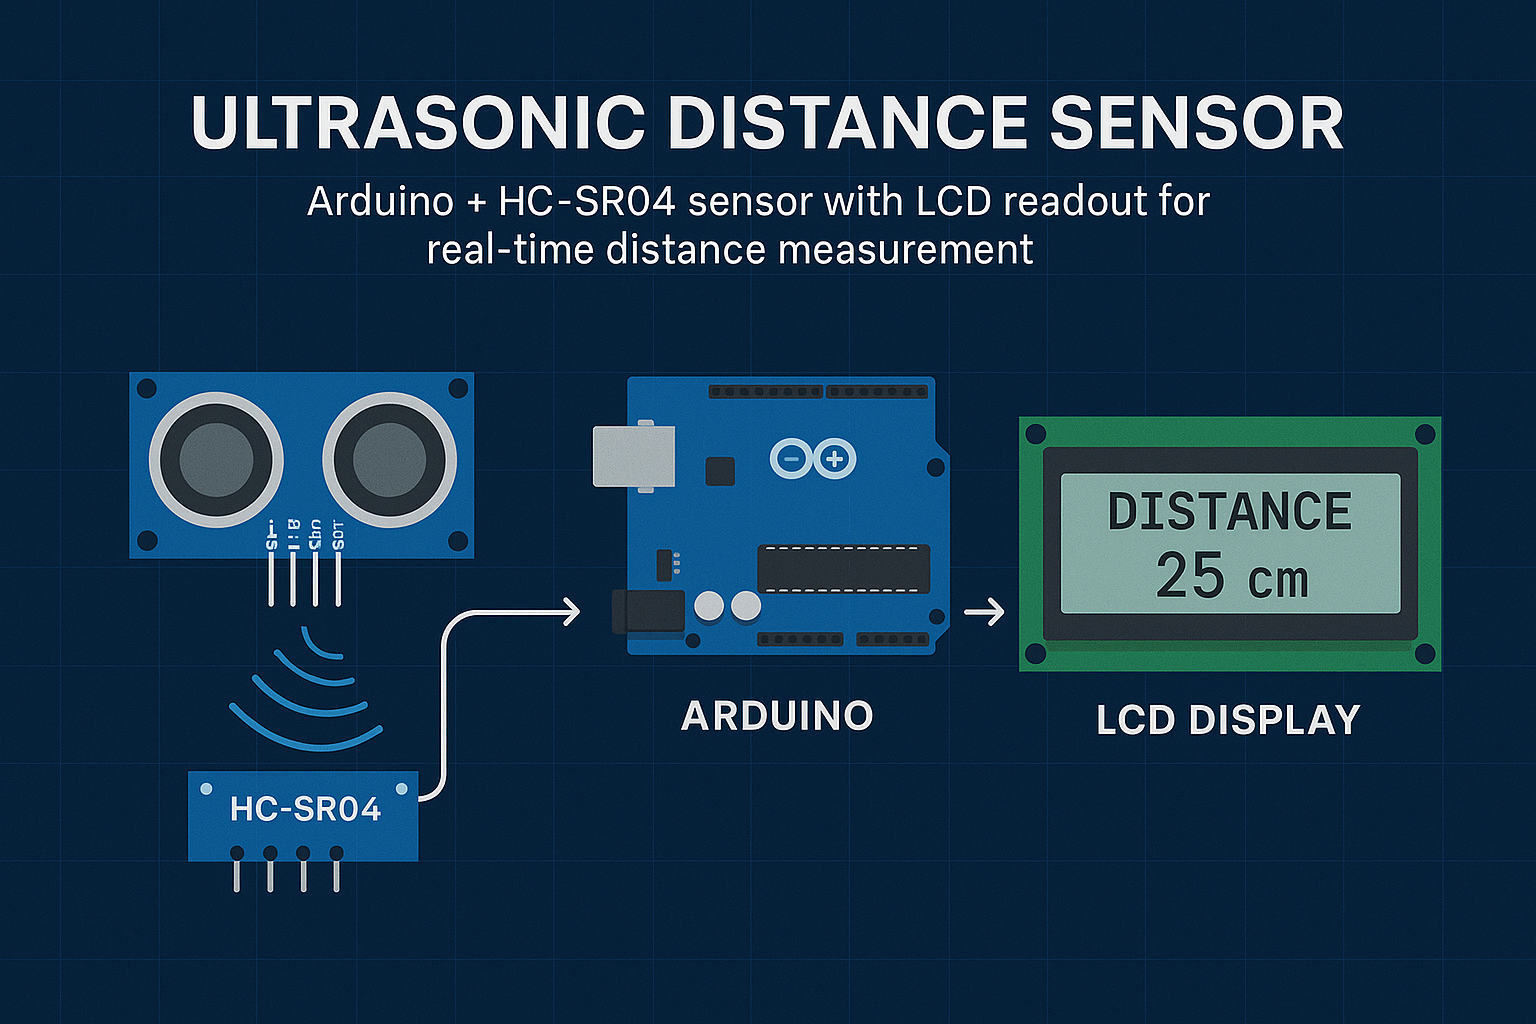 ULTRASONIC DISTANCE SENSOR
Arduino + HC-SR04 sensor with LCD readout for
real-time distance measurement
DISTANCE
25 cm
ARDUINO
LCD DISPLAY
HC-SR04